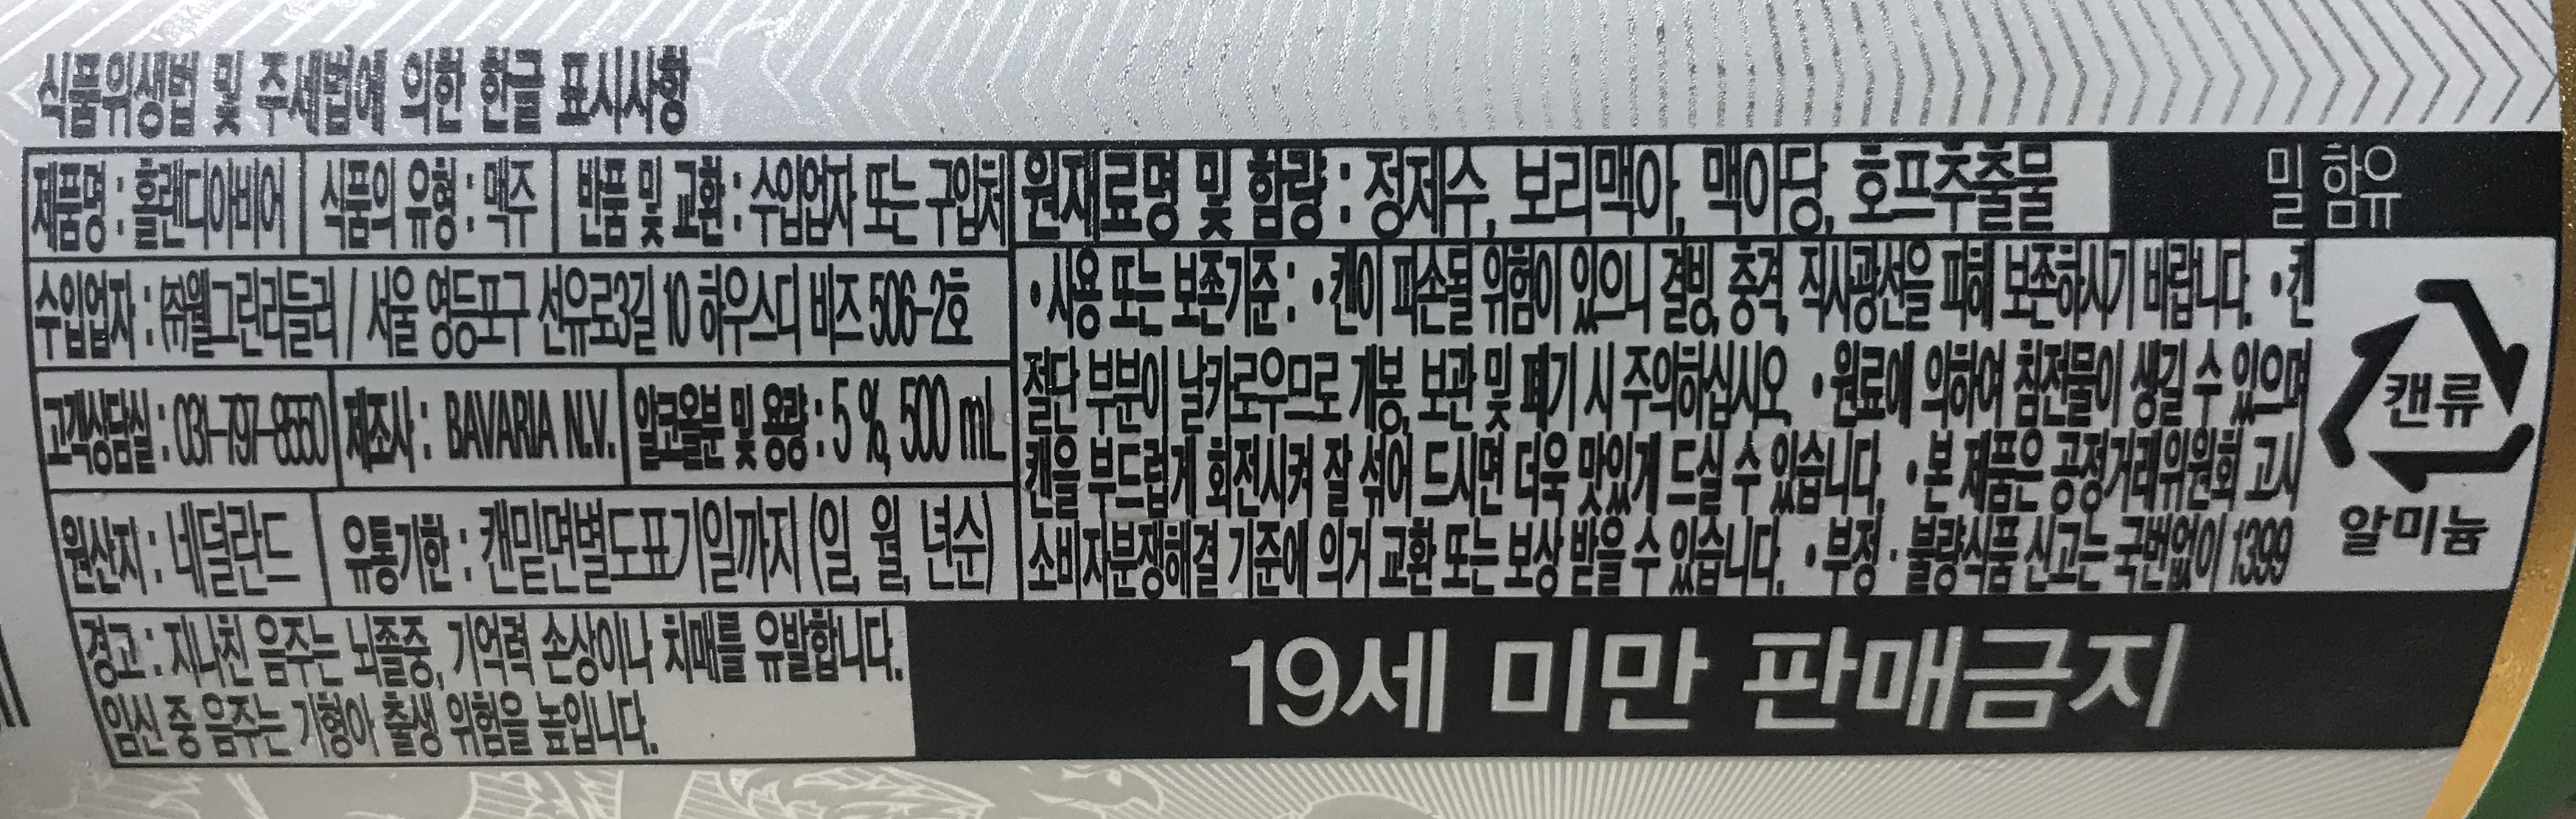 식품위생법 및 주세법에 의한 한글 표시사항
제품명 : 홀랜디아비어
식품의 유형 : 맥주
반품 및 교환 : 수입업자 또는 구입처
수입업자 : ㈜월그린리들리 / 서울 영등포구 선유로3길 10 하우스디 비즈 506-2호
고객상담실 : 031-797-8550
제조사 : BAVARIA N.V.
알코올분 및 용량 : 5 %, 500 mL
원산지 : 네덜란드
유통기한 : 캔밑면별도표기일까지 (일, 월, 년순)
경고 : 지나친 음주는 뇌졸중, 기억력 손상이나 치매를 유발합니다.
임신 중 음주는 기형아 출생 위험을 높입니다.
원재료명 및 함량 : 정제수, 보리맥아, 맥아당, 호프추출물
밀 함유
•사용 또는 보존기준 : •캔이 파손될 위험이 있으니 결빙, 충격, 직사광선을 피해 보존하시기 바랍니다. •캔
절단 부분이 날카로우므로 개봉, 보관 및 폐기 시 주의하십시오. •원료에 의하여 침전물이 생길 수 있으며
캔을 부드럽게 회전시켜 잘 섞어 드시면 더욱 맛있게 드실 수 있습니다. •본 제품은 공정거래위원회 고시
소비자분쟁해결 기준에 의거 교환 또는 보상 받을 수 있습니다. •부정·불량식품 신고는 국번없이 1399
캔류
알미늄
19세 미만 판매금지